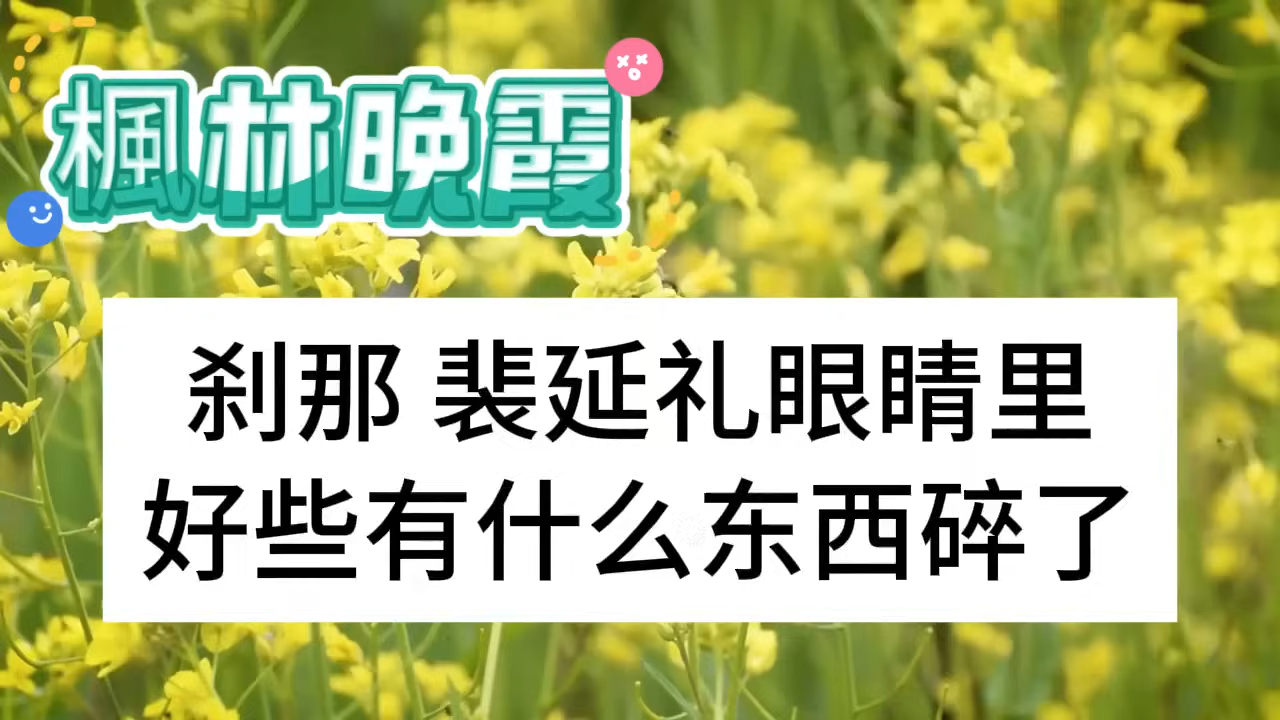 楓林晚霞
刹那 裴延礼眼睛里
好些有什么东西碎了